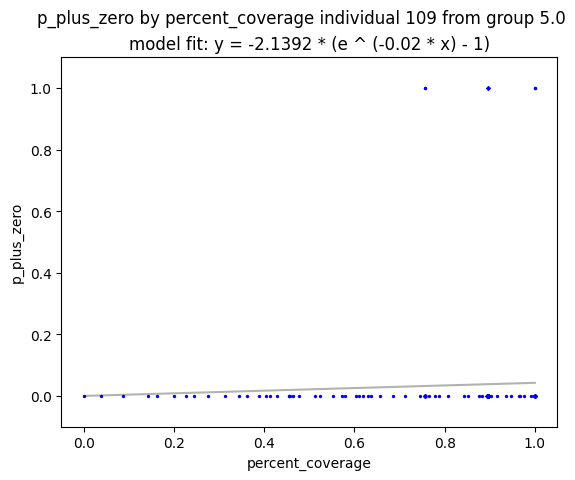 p_plus_zero by percent_coverage individual 109 from group 5.0
model fit: y = -2.1392 * (e ^ (-0.02 * x) - 1)
1.0
0.8
0.6
0.4
0.2
0.0
p_plus_zero
0.0 0.2 0.4 0.6 0.8 1.0
percent_coverage